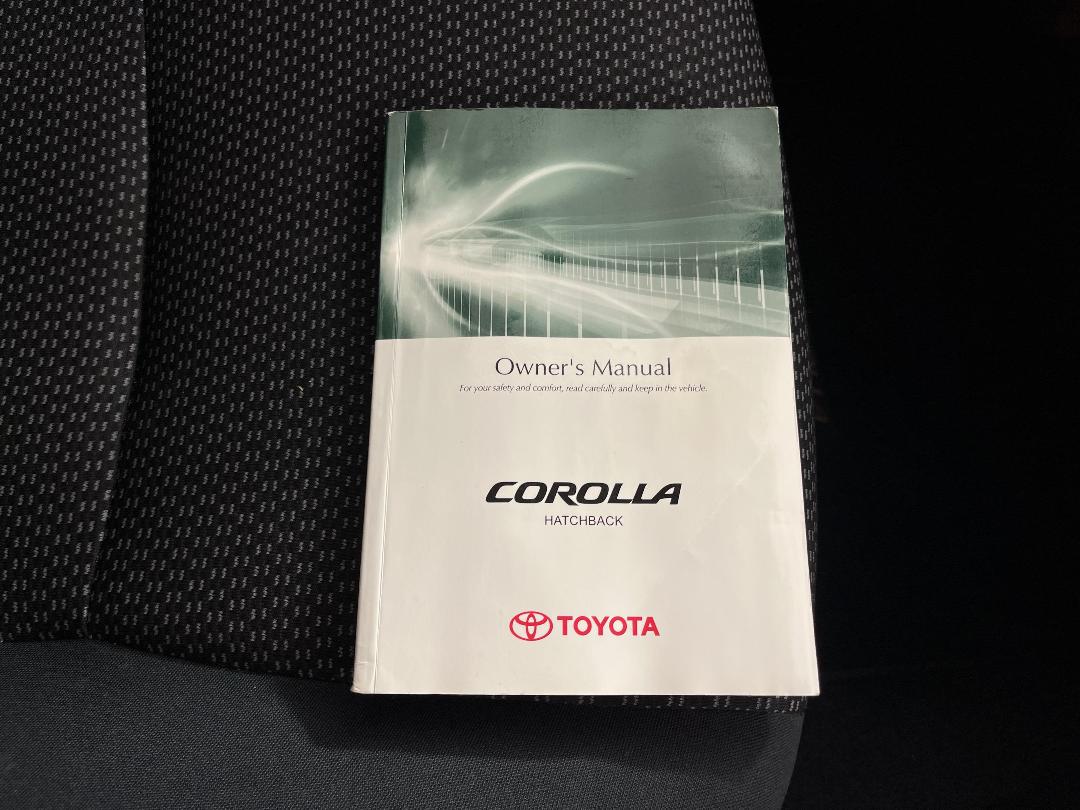 Owner's Manual
For your safety and comfort, read carefully and keep in the vehicle.
COROLLA
HATCHBACK
TOYOTA